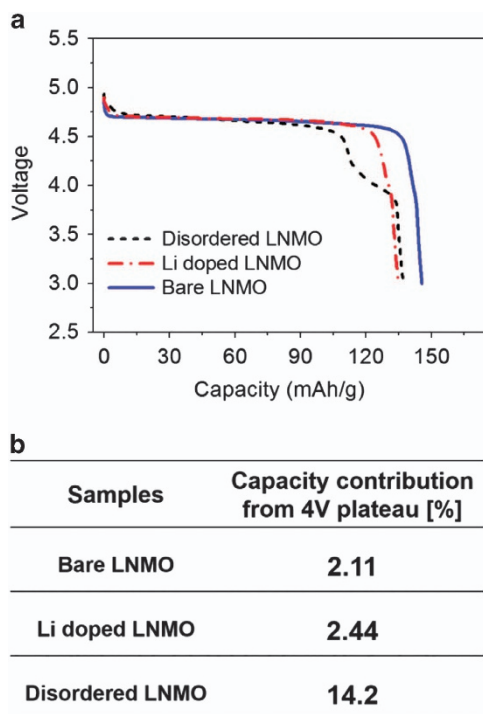 a
5.5
5.0
4.5
4.0
3.5
3.0
2.5
Voltage
Disordered LNMO
Li doped LNMO
Bare LNMO
0 30 60 90 120 150
Capacity (mAh/g)
b
Samples
Capacity contribution
from 4V plateau [%]
Bare LNMO 2.11
Li doped LNMO 2.44
Disordered LNMO 14.2